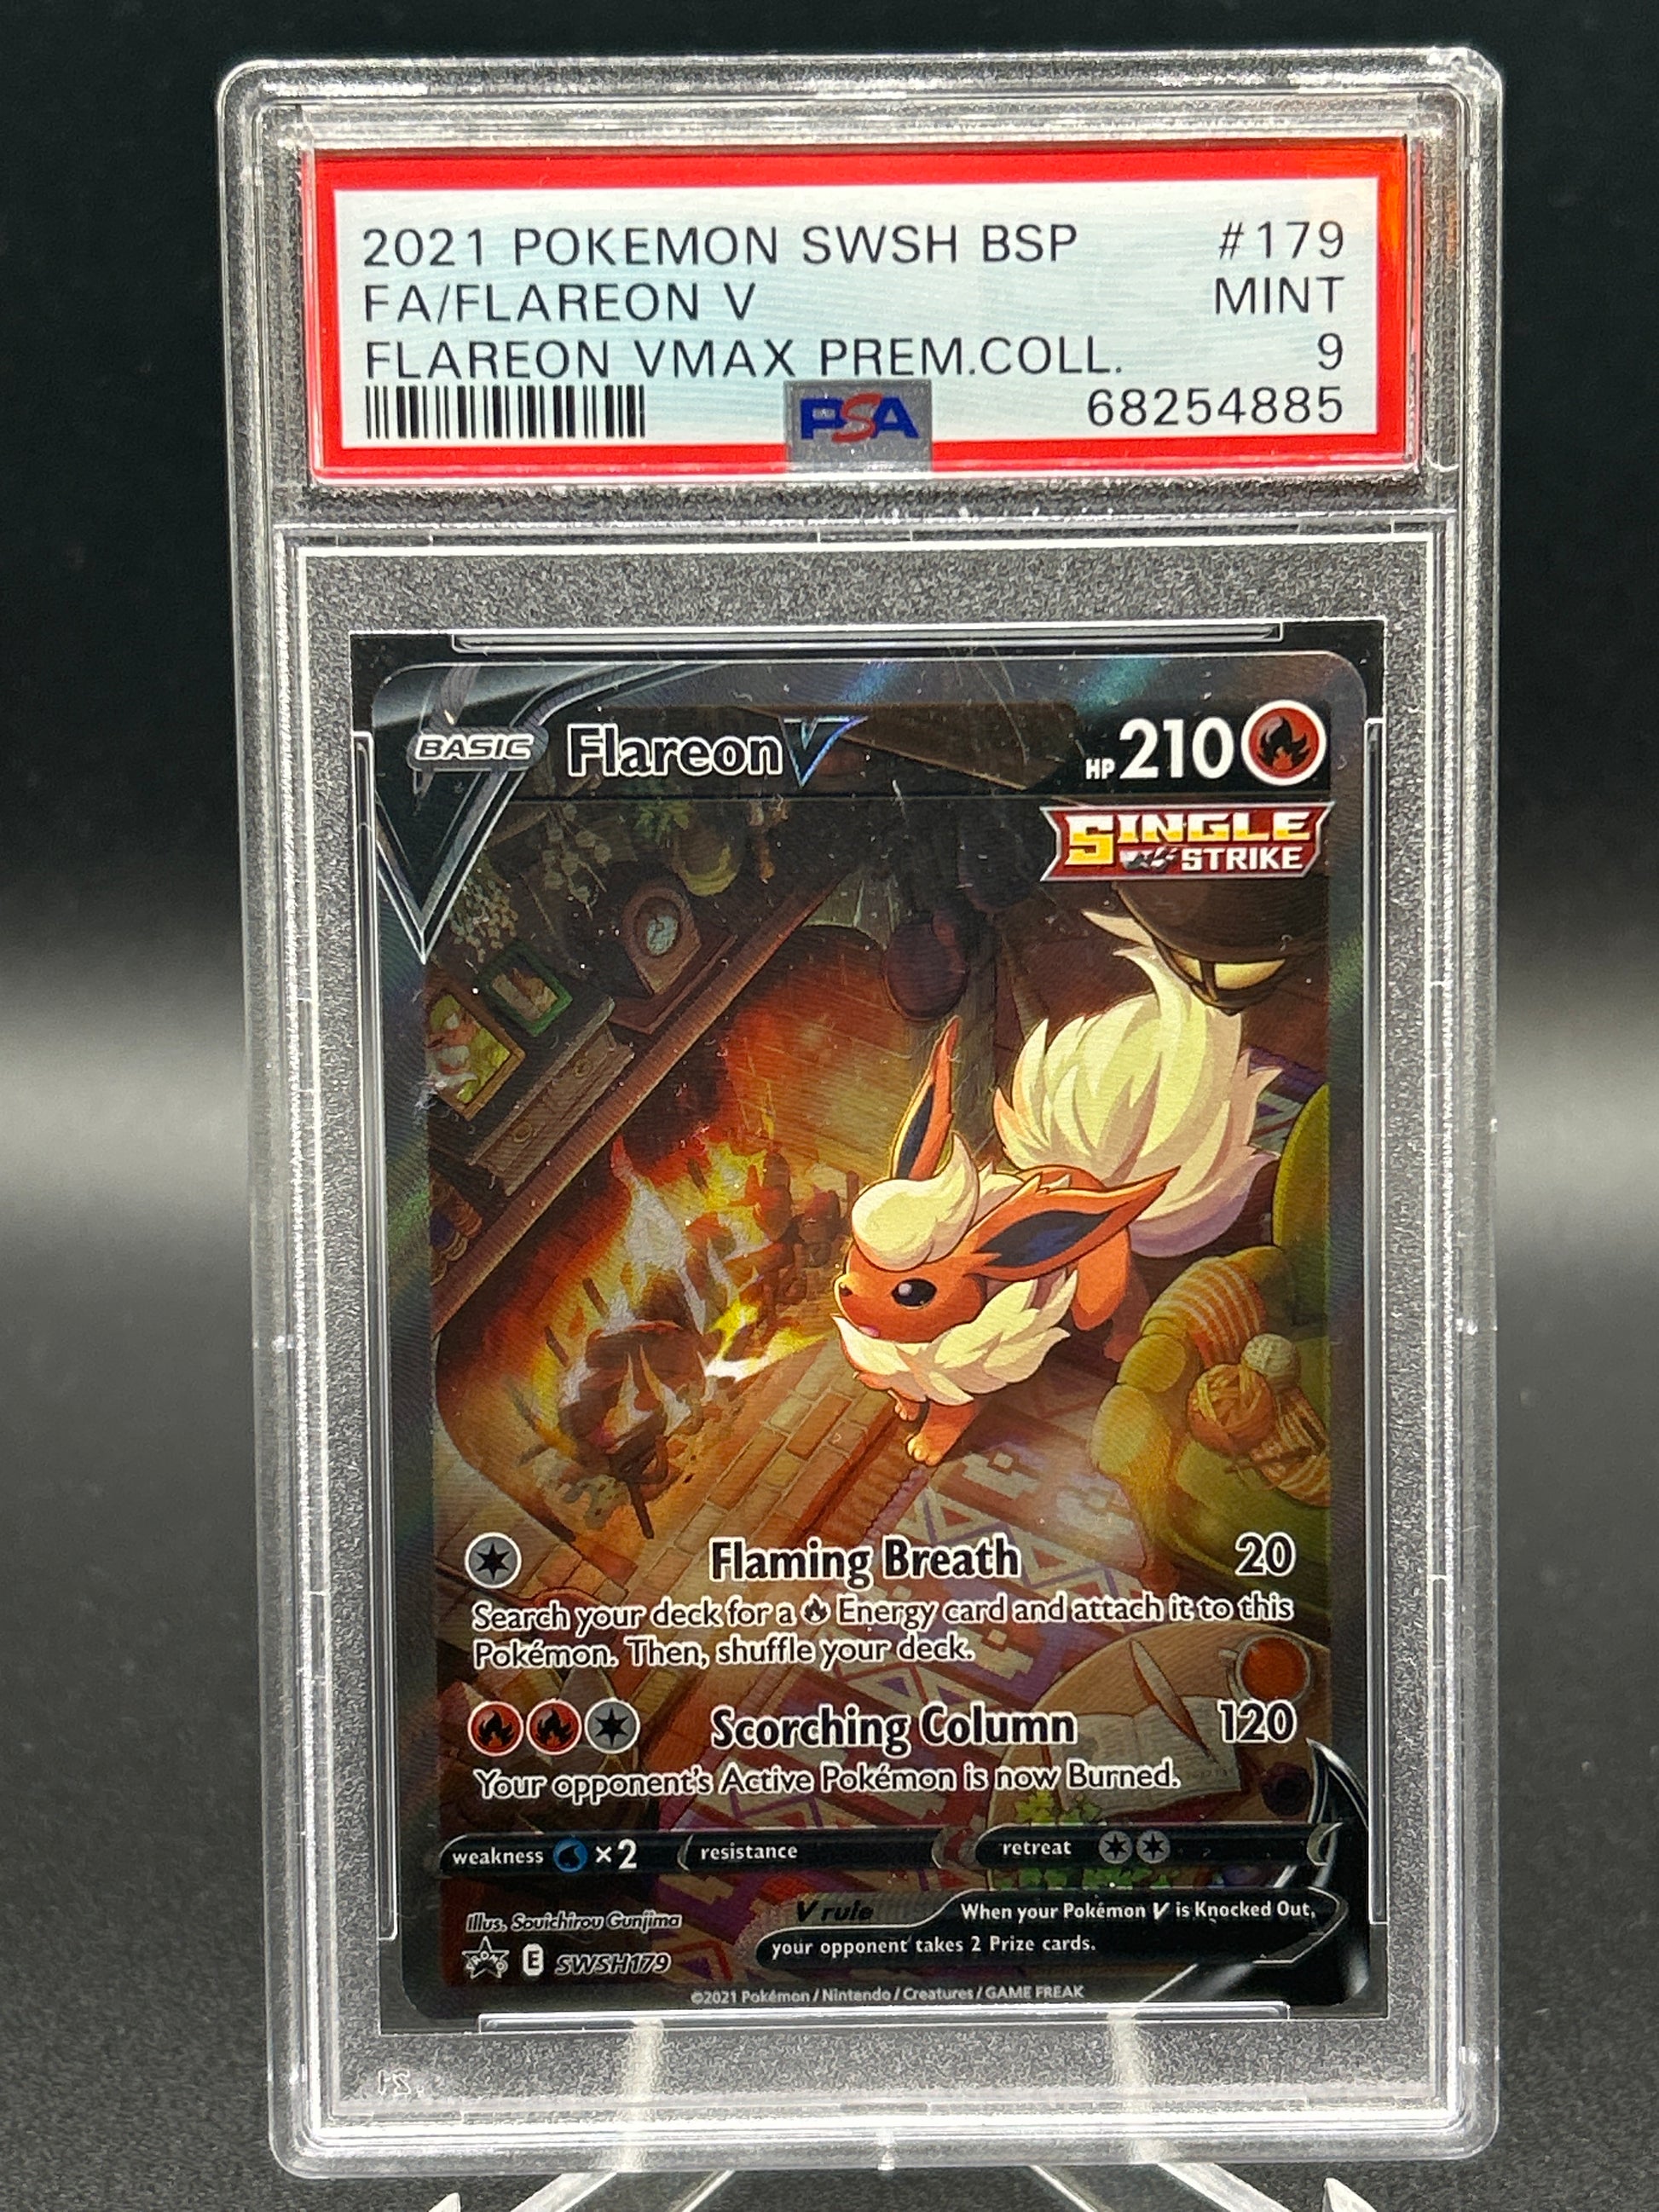 2021 POKEMON SWSH BSP #179
FA/FLAREON V MINT
FLAREON VMAX PREM.COLL. 9
PSA 68254885
BASIC Flareon V HP 210
SINGLE
STRIKE
Flaming Breath 20
Search your deck for a Energy card and attach it to this
Pokémon. Then, shuffle your deck.
Scorching Column 120
Your opponent's Active Pokémon is now Burned.
weakness ×2 resistance retreat
V rule When your Pokémon V is Knocked Out,
your opponent takes 2 Prize cards.
Illus. Souichirou Gunjima
E SWSH179
©2021 Pokémon / Nintendo / Creatures / GAME FREAK